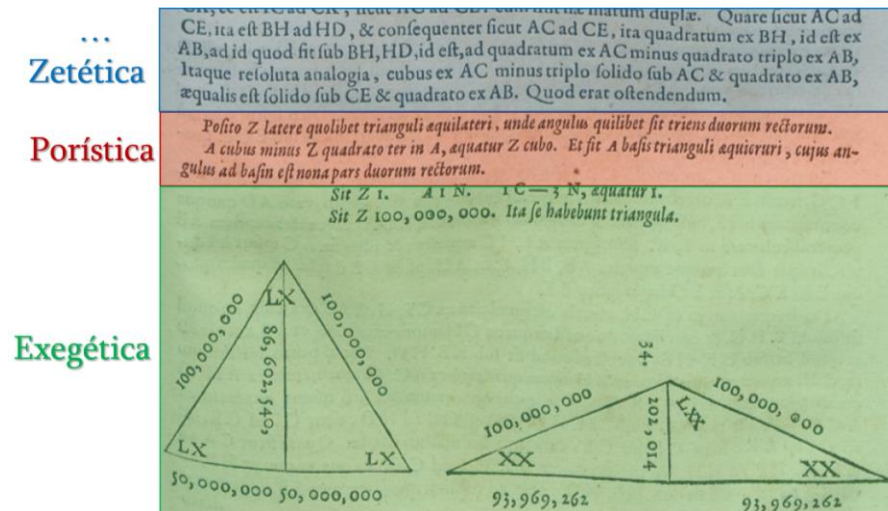 …
Zetética
duplæ. Quare ſicut AC ad
CE, ita eſt BH ad HD, & conſequenter ſicut AC ad CE, ita quadratum ex BH, id eſt ex
AB, ad id quod fit ſub BH, HD, id eſt, ad quadratum ex AC minus quadrato triplo ex AB,
Itaque reſoluta analogia, cubus ex AC minus triplo ſolido ſub AC & quadrato ex AB,
æqualis eſt ſolido ſub CE & quadrato ex AB. Quod erat oſtendendum.
Porística
Poſito Z latere quolibet trianguli æquilateri, unde angulus quilibet ſit triens duorum rectorum.
A cubus minus Z quadrato ter in A, æquatur Z cubo. Et fit A baſis trianguli æquicruri, cujus an-
gulus ad baſin eſt nona pars duorum rectorum.
Exegética
Sit Z 1. A 1 N. 1 C — 3 N, æquatur 1.
Sit Z 100,000,000. Ita ſe habebunt triangula.
LX
100,000,000
100,000,000
86,602,540,
LX
LX
50,000,000 50,000,000
34.
202,014
100,000,000
100,000,000
LXX
XX
XX
93,969,262
93,969,262